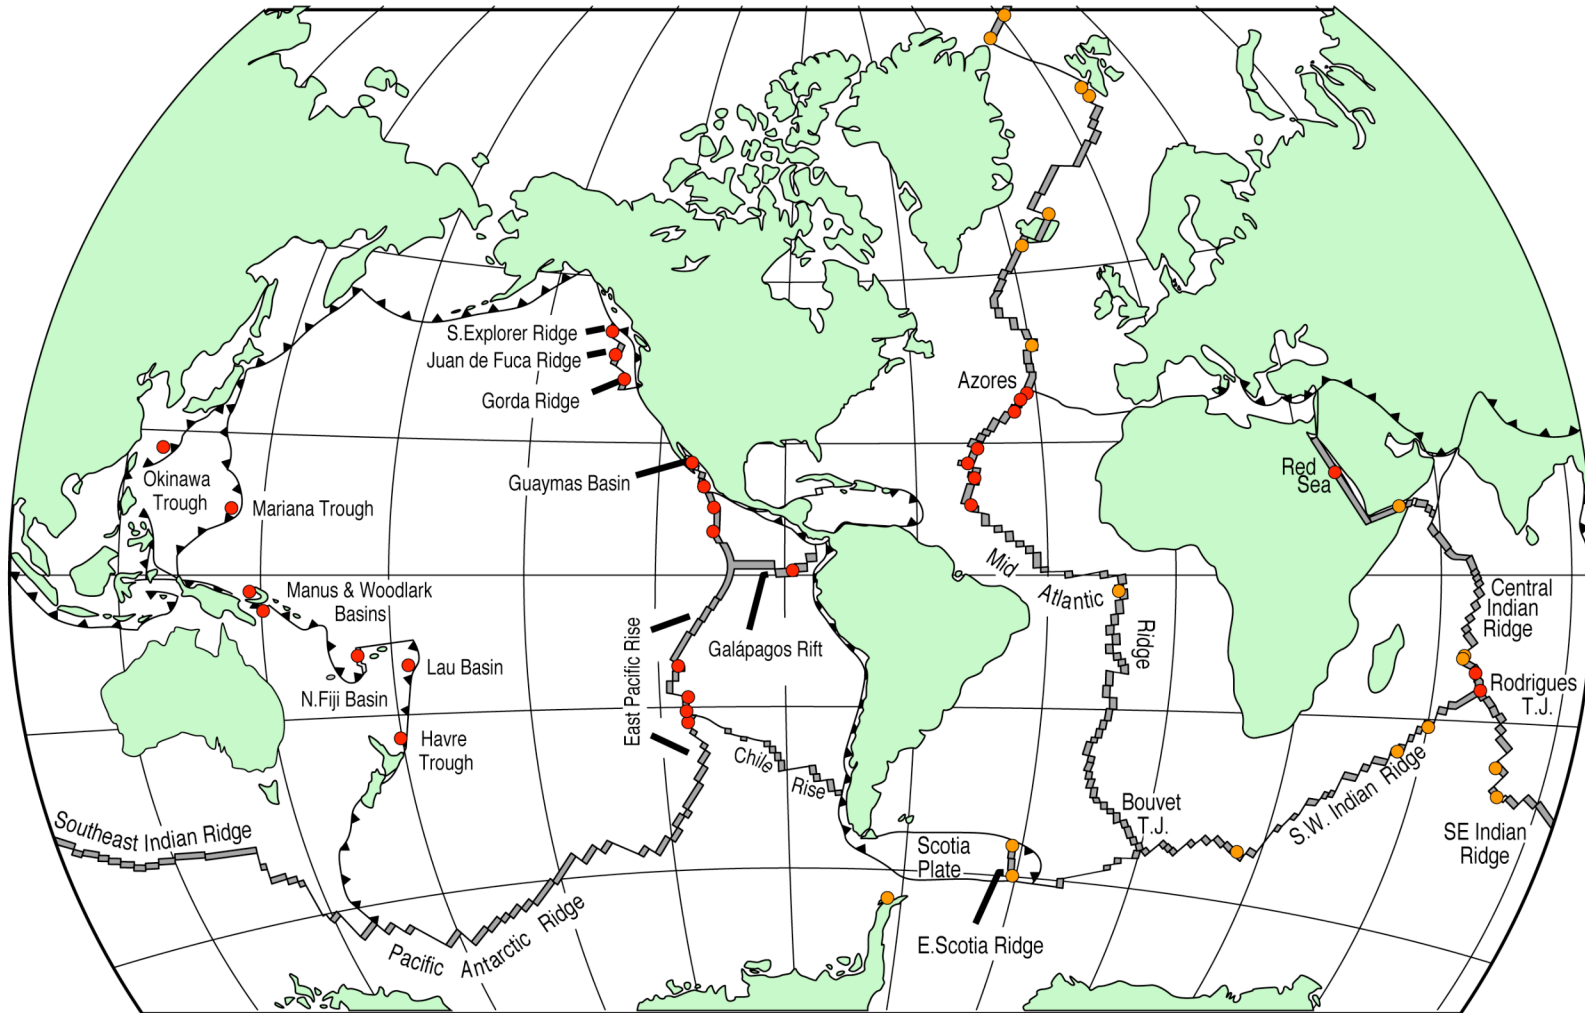 S.Explorer Ridge
Juan de Fuca Ridge
Gorda Ridge
Azores
Okinawa
Trough
Mariana Trough
Guaymas Basin
Red
Sea
Manus & Woodlark
Basins
Mid
Atlantic
Ridge
Central
Indian
Ridge
East Pacific Rise
Galápagos Rift
Lau Basin
N.Fiji Basin
Rodrigues
T.J.
Havre
Trough
Chile
Rise
Bouvet
T.J.
S.W. Indian Ridge
Southeast Indian Ridge
Scotia
Plate
SE Indian
Ridge
E.Scotia Ridge
Pacific Antarctic Ridge